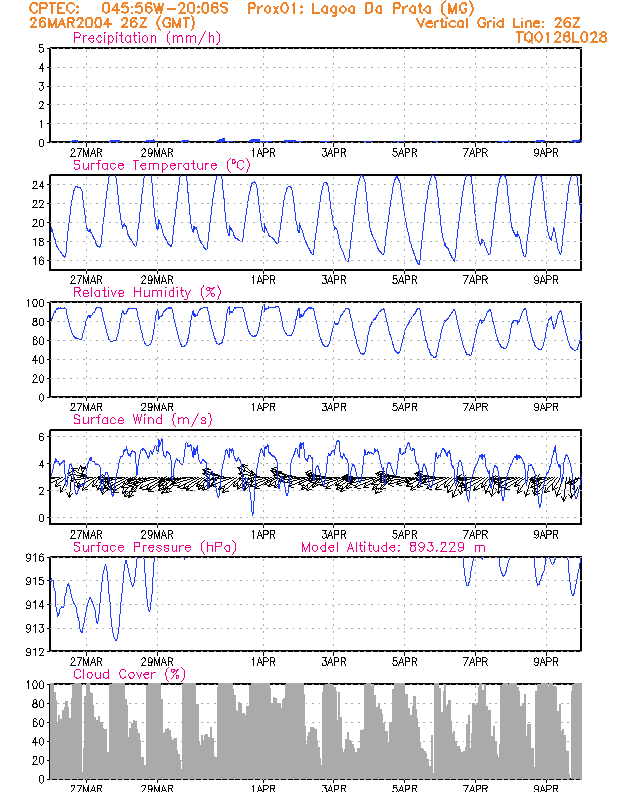 CPTEC: 045:56W-20:06S Prox01: Lagoa Da Prata (MG)
26MAR2004 26Z (GMT) Vertical Grid Line: 26Z
TQ0126L028
Precipitation (mm/h)
5
4
3
2
1
0
27MAR 29MAR 1APR 3APR 5APR 7APR 9APR
Surface Temperature (ºC)
24
22
20
18
16
27MAR 29MAR 1APR 3APR 5APR 7APR 9APR
Relative Humidity (%)
100
80
60
40
20
0
27MAR 29MAR 1APR 3APR 5APR 7APR 9APR
Surface Wind (m/s)
6
4
2
0
27MAR 29MAR 1APR 3APR 5APR 7APR 9APR
Surface Pressure (hPa) Model Altitude: 893.229 m
916
915
914
913
912
27MAR 29MAR 1APR 3APR 5APR 7APR 9APR
Cloud Cover (%)
100
80
60
40
20
0
27MAR 29MAR 1APR 3APR 5APR 7APR 9APR